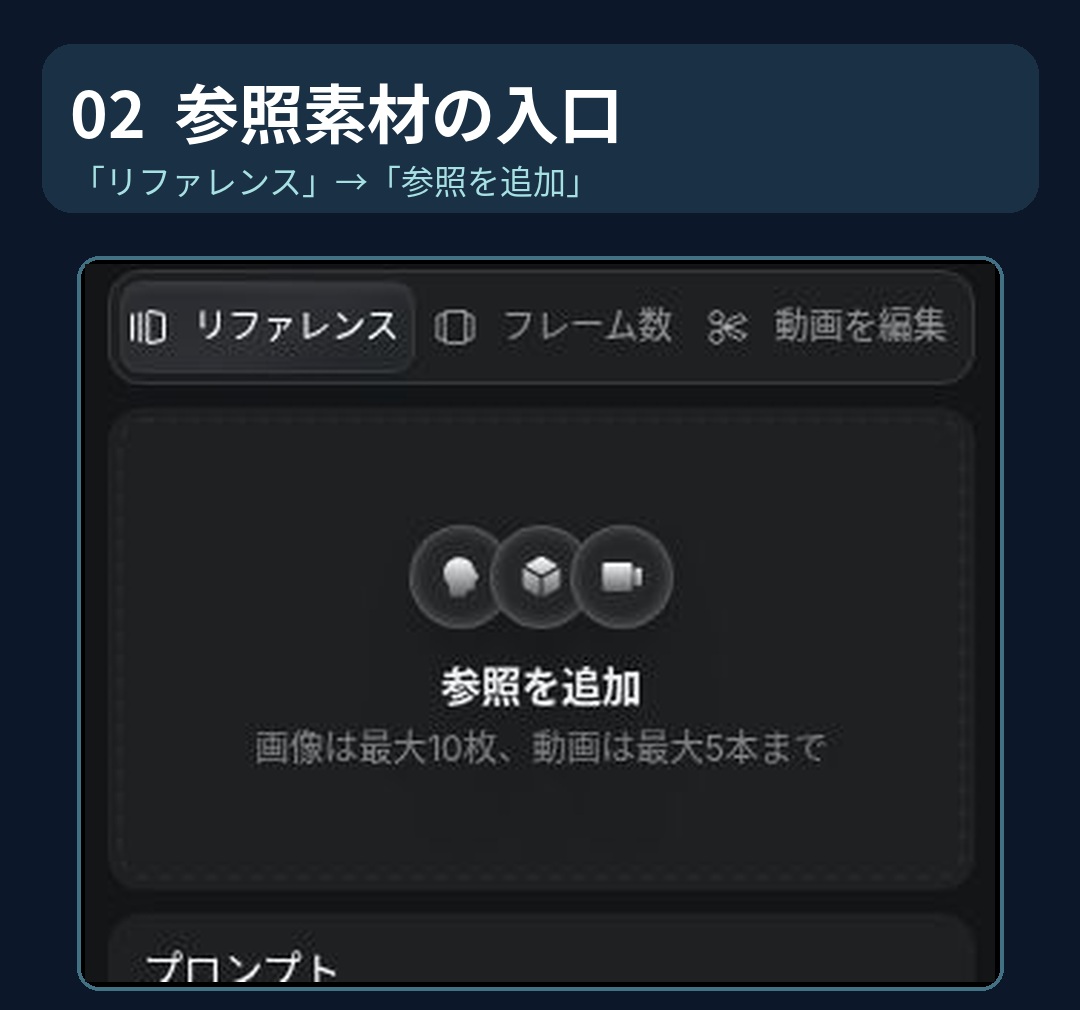 02 参照素材の入口
「リファレンス」→「参照を追加」
リファレンス フレーム数 動画を編集
参照を追加
画像は最大10枚、動画は最大5本まで
プロンプト